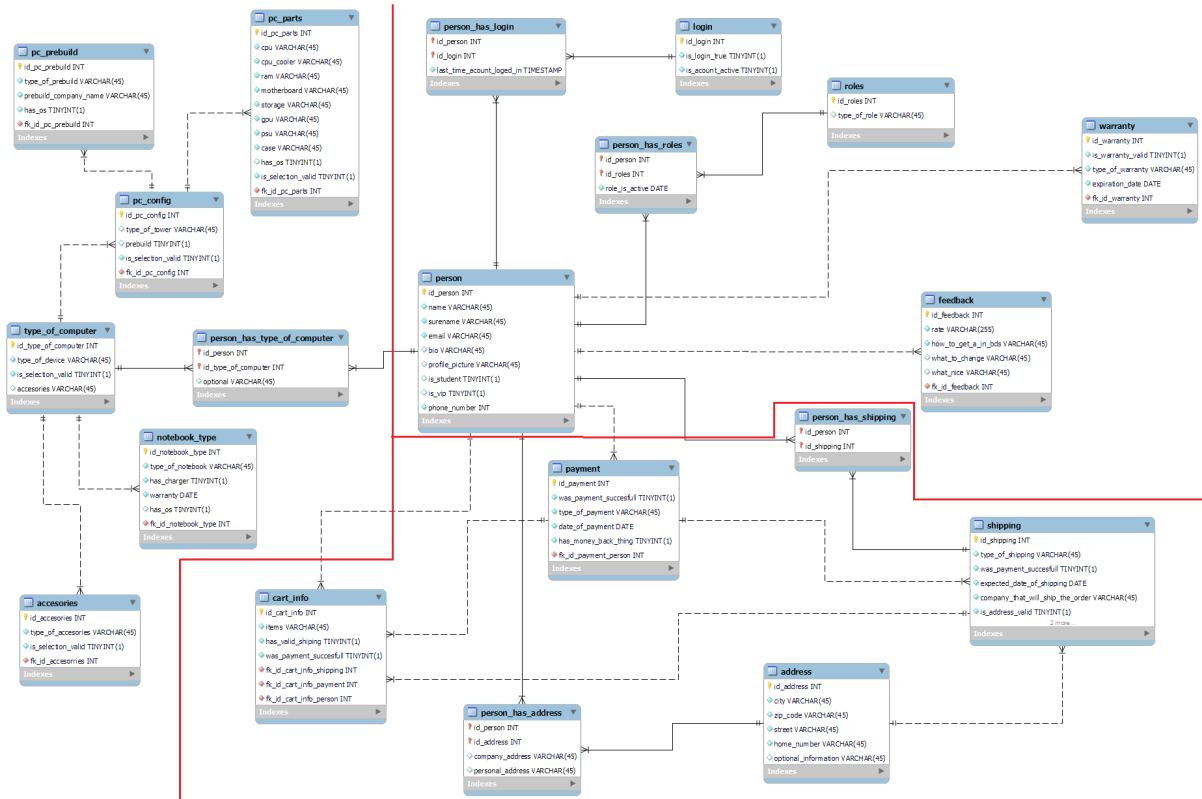 pc_prebuild
id_pc_prebuild INT
type_of_prebuild VARCHAR(45)
prebuild_company_name VARCHAR(45)
has_os TINYINT(1)
fk_id_pc_prebuild INT
Indexes
pc_parts
id_pc_parts INT
cpu VARCHAR(45)
cpu_cooler VARCHAR(45)
ram VARCHAR(45)
motherboard VARCHAR(45)
storage VARCHAR(45)
gpu VARCHAR(45)
psu VARCHAR(45)
case VARCHAR(45)
has_os TINYINT(1)
is_selection_valid TINYINT(1)
fk_id_pc_parts INT
Indexes
person_has_login
id_person INT
id_login INT
last_time_acount_loged_in TIMESTAMP
Indexes
login
id_login INT
is_login_true TINYINT(1)
is_acount_active TINYINT(1)
Indexes
roles
id_roles INT
type_of_role VARCHAR(45)
Indexes
warranty
id_warranty INT
is_warranty_valid TINYINT(1)
type_of_warranty VARCHAR(45)
expiration_date DATE
fk_id_warranty INT
Indexes
person_has_roles
id_person INT
id_roles INT
role_is_active DATE
Indexes
pc_config
id_pc_config INT
type_of_tower VARCHAR(45)
prebuild TINYINT(1)
is_selection_valid TINYINT(1)
fk_id_pc_config INT
Indexes
person
id_person INT
name VARCHAR(45)
surename VARCHAR(45)
email VARCHAR(45)
bio VARCHAR(45)
profile_picture VARCHAR(45)
is_student TINYINT(1)
is_vip TINYINT(1)
phone_number INT
Indexes
feedback
id_feedback INT
rate VARCHAR(255)
how_to_get_a_in_bds VARCHAR(45)
what_to_change VARCHAR(45)
what_nice VARCHAR(45)
fk_id_feedback INT
Indexes
type_of_computer
id_type_of_computer INT
type_of_device VARCHAR(45)
is_selection_valid TINYINT(1)
accesories VARCHAR(45)
Indexes
person_has_type_of_computer
id_person INT
id_type_of_computer INT
optional VARCHAR(45)
Indexes
person_has_shipping
id_person INT
id_shipping INT
Indexes
notebook_type
id_notebook_type INT
type_of_notebook VARCHAR(45)
has_charger TINYINT(1)
warranty DATE
has_os TINYINT(1)
fk_id_notebook_type INT
Indexes
payment
id_payment INT
was_payment_succesfull TINYINT(1)
type_of_payment VARCHAR(45)
date_of_payment DATE
has_money_back_thing TINYINT(1)
fk_id_payment_person INT
Indexes
shipping
id_shipping INT
type_of_shipping VARCHAR(45)
was_payment_succesfull TINYINT(1)
expected_date_of_shipping DATE
company_that_will_ship_the_order VARCHAR(45)
is_address_valid TINYINT(1)
2 more...
Indexes
accesories
id_accesories INT
type_of_accesories VARCHAR(45)
is_selection_valid TINYINT(1)
fk_id_accesorries INT
Indexes
cart_info
id_cart_info INT
items VARCHAR(45)
has_valid_shiping TINYINT(1)
was_payment_succesfull TINYINT(1)
fk_id_cart_info_shipping INT
fk_id_cart_info_payment INT
fk_id_cart_info_person INT
Indexes
person_has_address
id_person INT
id_address INT
company_address VARCHAR(45)
personal_address VARCHAR(45)
Indexes
address
id_address INT
city VARCHAR(45)
zip_code VARCHAR(45)
street VARCHAR(45)
home_number VARCHAR(45)
optional_information VARCHAR(45)
Indexes